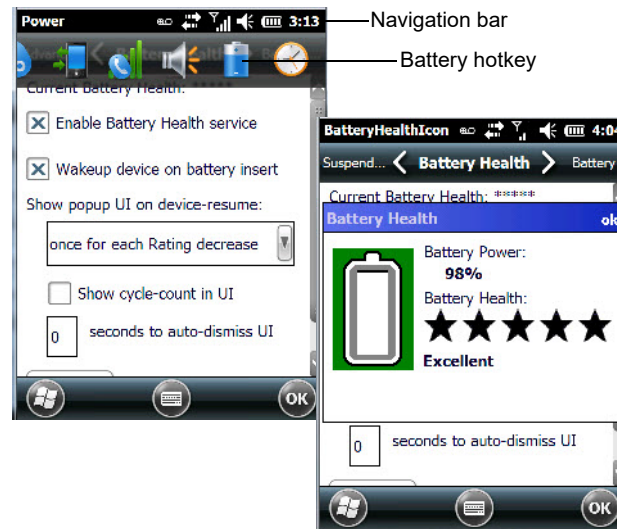 Power 3:13
Navigation bar
Battery hotkey
Current Battery Health: *****
Enable Battery Health service
Wakeup device on battery insert
Show popup UI on device-resume:
once for each Rating decrease
Show cycle-count in UI
0 seconds to auto-dismiss UI
OK
BatteryHealthIcon 4:04
Suspend... Battery Health Battery
Current Battery Health: *****
Battery Health ok
Battery Power:
98%
Battery Health:
Excellent
0 seconds to auto-dismiss UI
OK